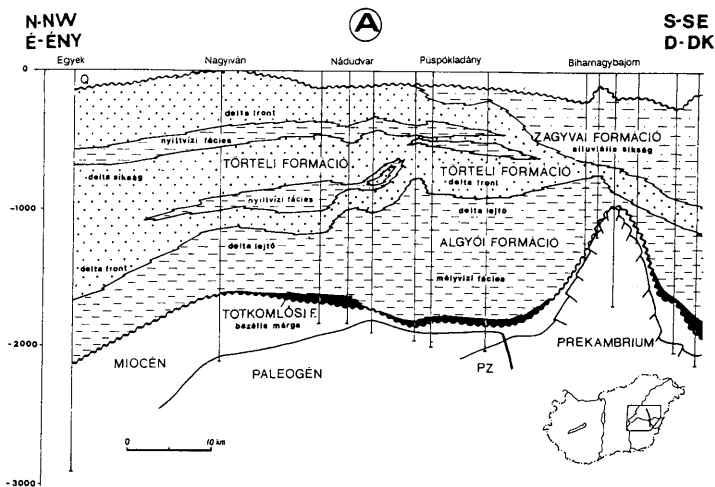 N-NW
É-ÉNY
A
S-SE
D-DK
Egyek
Nagyiván
Nádudvar
Püspökladány
Biharnagybajom
0
Q
delta front
nyíltvízi fácies
ZAGYVAI FORMÁCIÓ
alluviális síkság
delta síkság
TÖRTELI FORMÁCIÓ
TÖRTELI FORMÁCIÓ
delta front
nyíltvízi fácies
-1000
delta lejtő
delta lejtő
ALGYŐI FORMÁCIÓ
delta front
mélyvízi fácies
TÓTKOMLÓSI F.
bazális márga
-2000
MIOCÉN
PALEOGÉN
PZ
PREKAMBRIUM
0
10 km
-3000